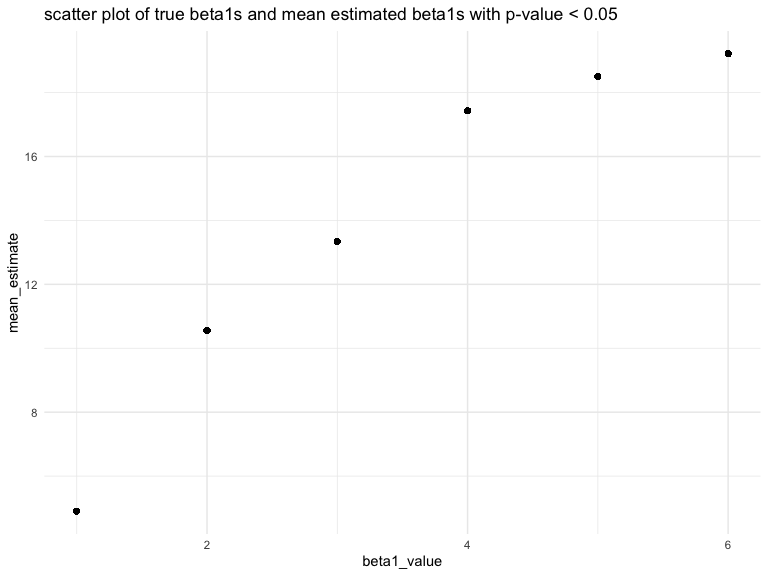 scatter plot of true beta1s and mean estimated beta1s with p-value < 0.05
16
12
8
mean_estimate
2
4
6
beta1_value